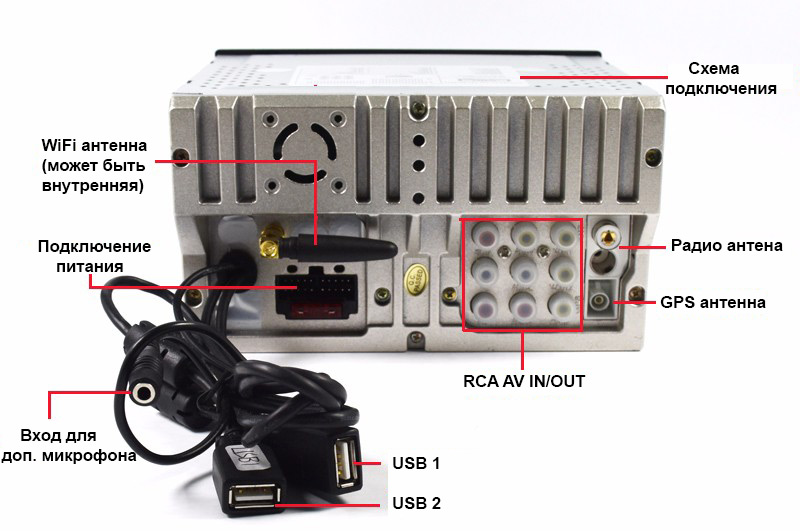 Схема
подключения
WiFi антенна
(может быть
внутренняя)
Подключение
питания
Радио антена
GPS антенна
Q.C
PASSED
RCA AV IN/OUT
Вход для
доп. микрофона
USB 1
USB
USB 2